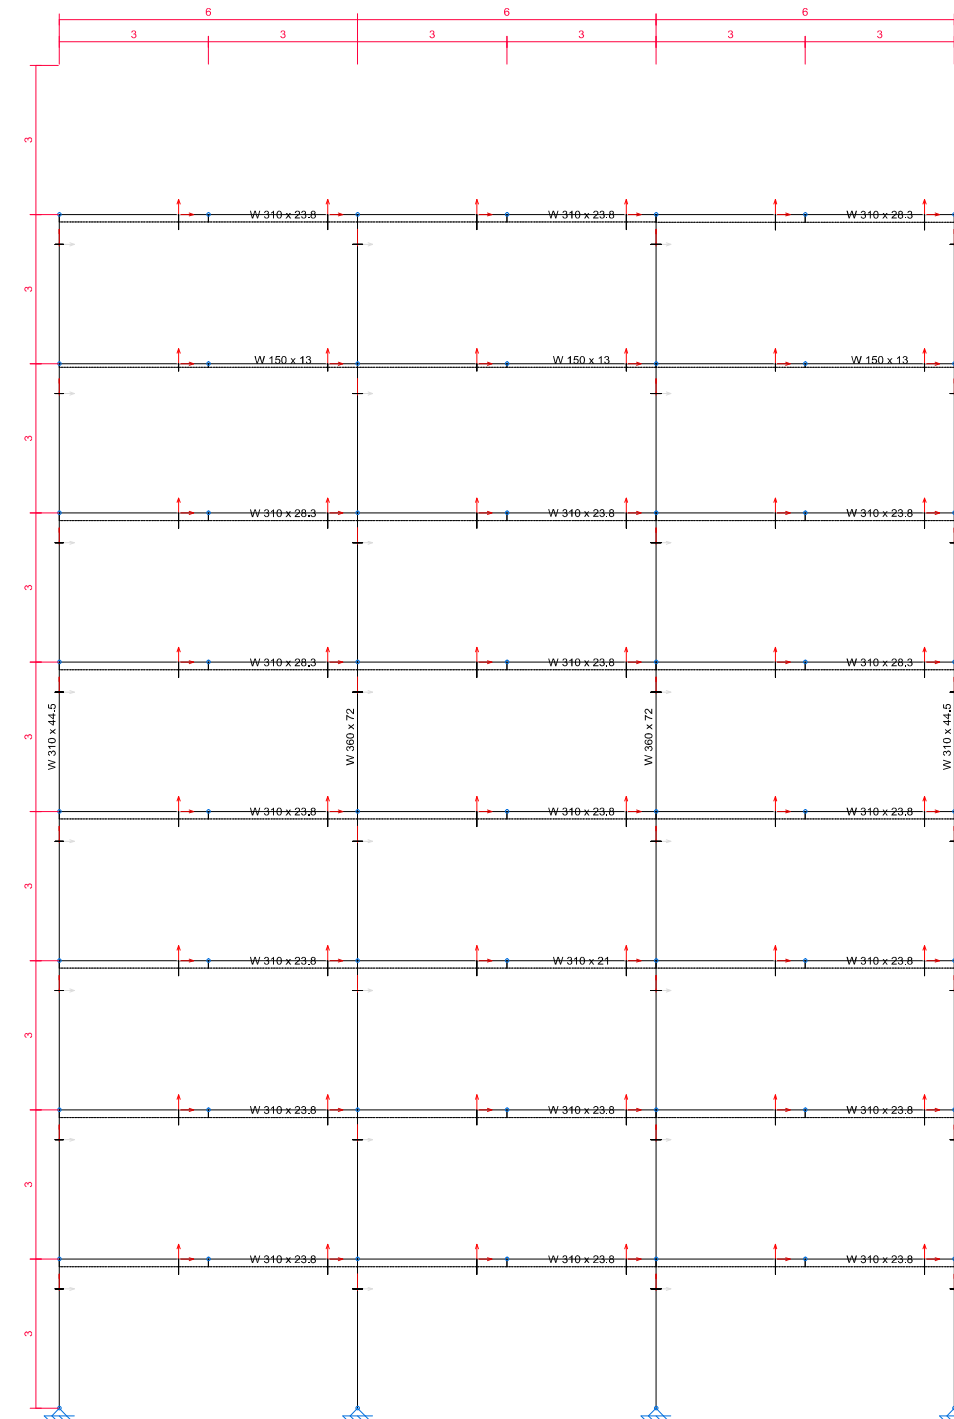 6 6 6
3 3 3 3 3 3
3
W 310 x 23.8 W 310 x 23.8 W 310 x 28.3
3
W 150 x 13 W 150 x 13 W 150 x 13
3
W 310 x 28.3 W 310 x 23.8 W 310 x 23.8
3
W 310 x 28.3 W 310 x 23.8 W 310 x 28.3
3
W 310 x 44.5 W 360 x 72 W 360 x 72 W 310 x 44.5
W 310 x 23.8 W 310 x 23.8 W 310 x 23.8
3
W 310 x 23.8 W 310 x 21 W 310 x 23.8
3
W 310 x 23.8 W 310 x 23.8 W 310 x 23.8
3
W 310 x 23.8 W 310 x 23.8 W 310 x 23.8
3